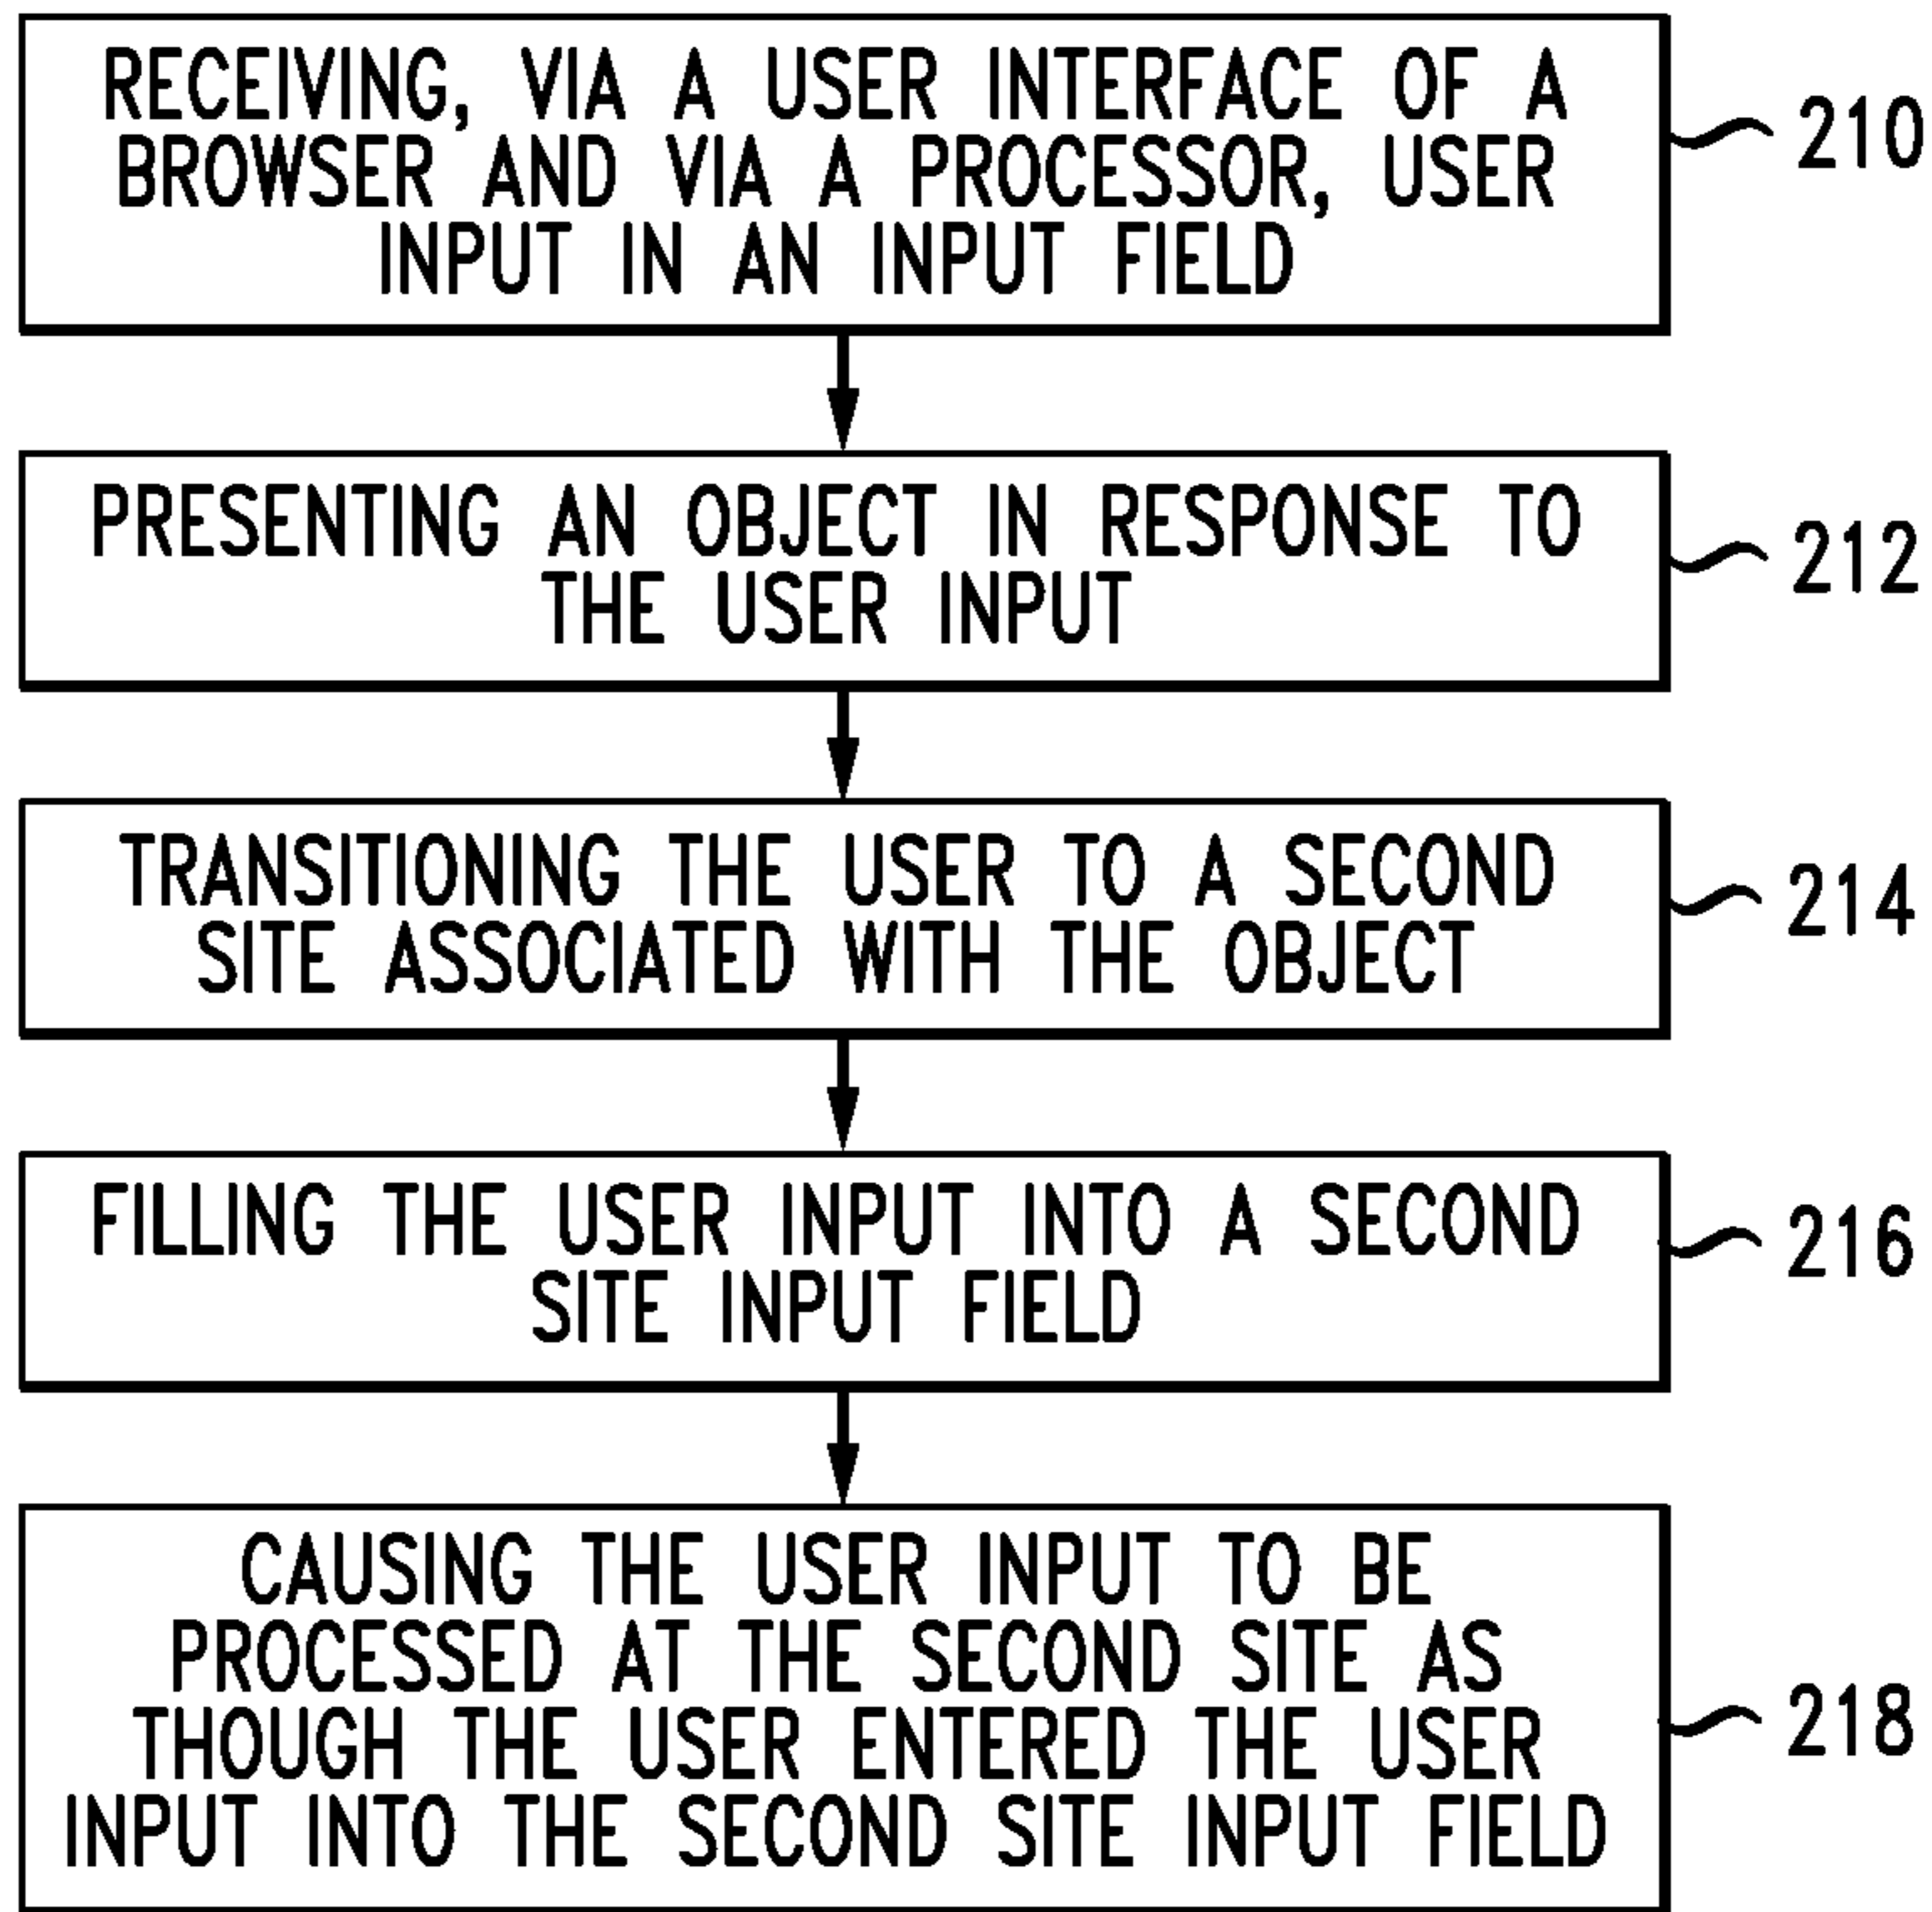 RECEIVING, VIA A USER INTERFACE OF A
BROWSER AND VIA A PROCESSOR, USER
INPUT IN AN INPUT FIELD
210
PRESENTING AN OBJECT IN RESPONSE TO
THE USER INPUT
212
TRANSITIONING THE USER TO A SECOND
SITE ASSOCIATED WITH THE OBJECT
214
FILLING THE USER INPUT INTO A SECOND
SITE INPUT FIELD
216
CAUSING THE USER INPUT TO BE
PROCESSED AT THE SECOND SITE AS
THOUGH THE USER ENTERED THE USER
INPUT INTO THE SECOND SITE INPUT FIELD
218